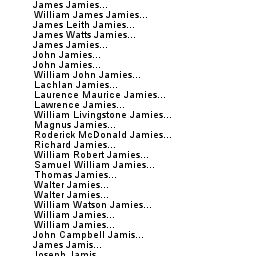 James Jamies...
William James Jamies...
James Leith Jamies...
James Watts Jamies...
James Jamies...
John Jamies...
John Jamies...
William John Jamies...
Lachlan Jamies...
Laurence Maurice Jamies...
Lawrence Jamies...
William Livingstone Jamies...
Magnus Jamies...
Roderick McDonald Jamies...
Richard Jamies...
William Robert Jamies...
Samuel William Jamies...
Thomas Jamies...
Walter Jamies...
Walter Jamies...
William Watson Jamies...
William Jamies...
William Jamies...
John Campbell Jamis...
James Jamis...
Joseph Jamis